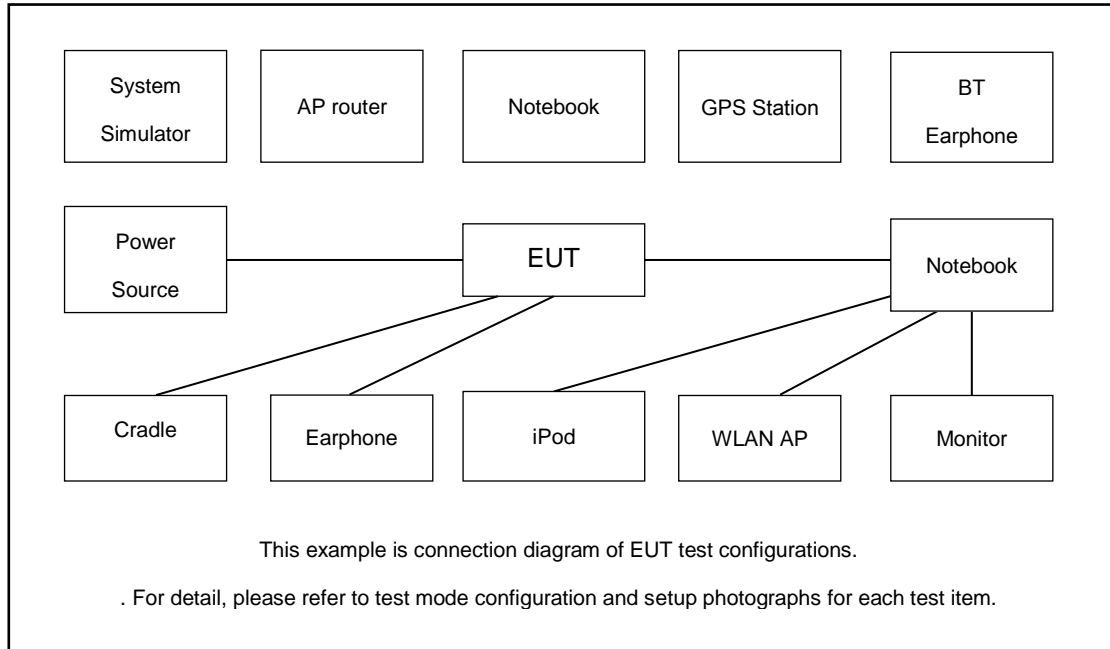 System
Simulator
AP router
Notebook
GPS Station
BT
Earphone
Power
Source
EUT
Notebook
Cradle
Earphone
iPod
WLAN AP
Monitor
This example is connection diagram of EUT test configurations.
. For detail, please refer to test mode configuration and setup photographs for each test item.